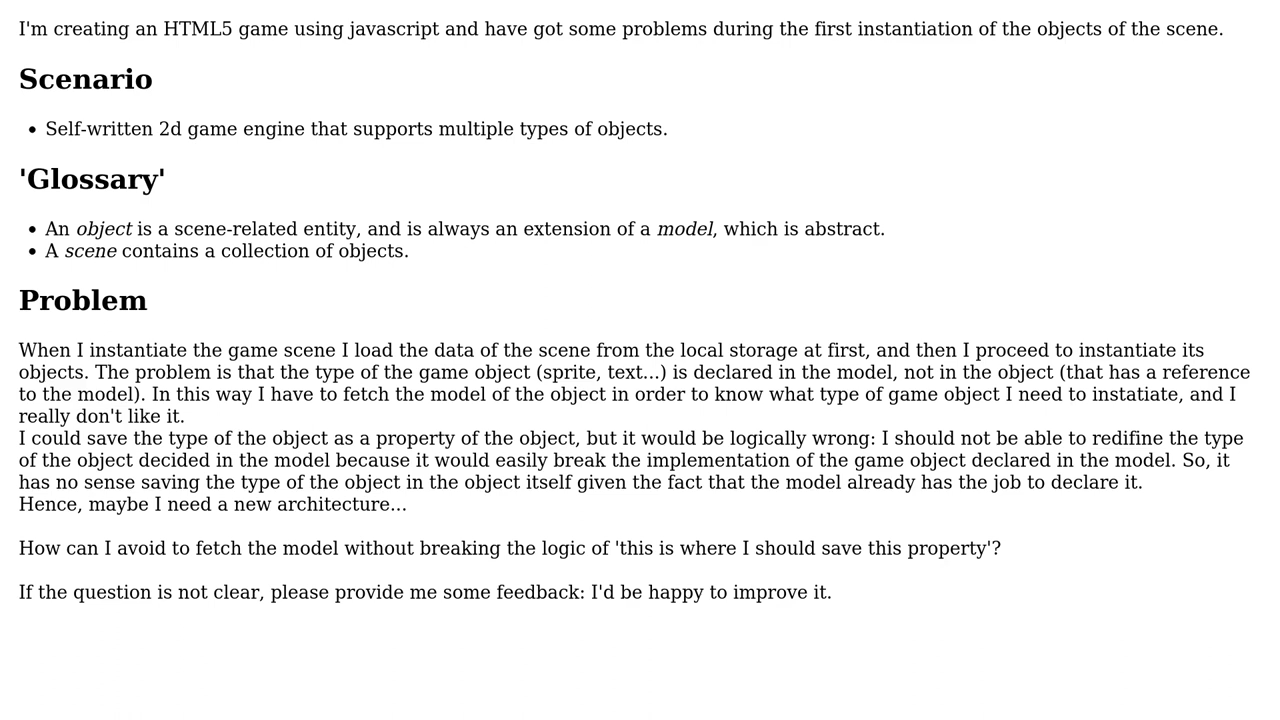 I'm creating an HTML5 game using javascript and have got some problems during the first instantiation of the objects of the scene.
Scenario
• Self-written 2d game engine that supports multiple types of objects.
'Glossary'
• An object is a scene-related entity, and is always an extension of a model, which is abstract.
• A scene contains a collection of objects.
Problem
When I instantiate the game scene I load the data of the scene from the local storage at first, and then I proceed to instantiate its
objects. The problem is that the type of the game object (sprite, text...) is declared in the model, not in the object (that has a reference
to the model). In this way I have to fetch the model of the object in order to know what type of game object I need to instatiate, and I
really don't like it.
I could save the type of the object as a property of the object, but it would be logically wrong: I should not be able to redifine the type
of the object decided in the model because it would easily break the implementation of the game object declared in the model. So, it
has no sense saving the type of the object in the object itself given the fact that the model already has the job to declare it.
Hence, maybe I need a new architecture...
How can I avoid to fetch the model without breaking the logic of 'this is where I should save this property'?
If the question is not clear, please provide me some feedback: I'd be happy to improve it.